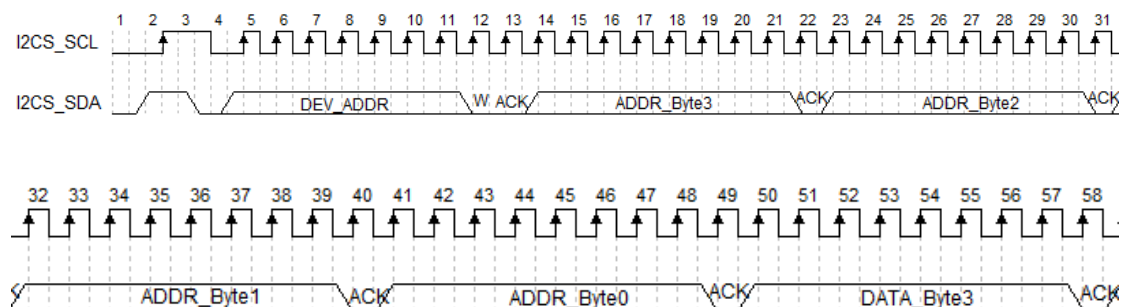 1 2 3 4 5 6 7 8 9 10 11 12 13 14 15 16 17 18 19 20 21 22 23 24 25 26 27 28 29 30 31
I2CS_SCL
I2CS_SDA DEV_ADDR W ACK ADDR_Byte3 ACK ADDR_Byte2 ACK
32 33 34 35 36 37 38 39 40 41 42 43 44 45 46 47 48 49 50 51 52 53 54 55 56 57 58
ADDR_Byte1 ACK ADDR_Byte0 ACK DATA_Byte3 ACK